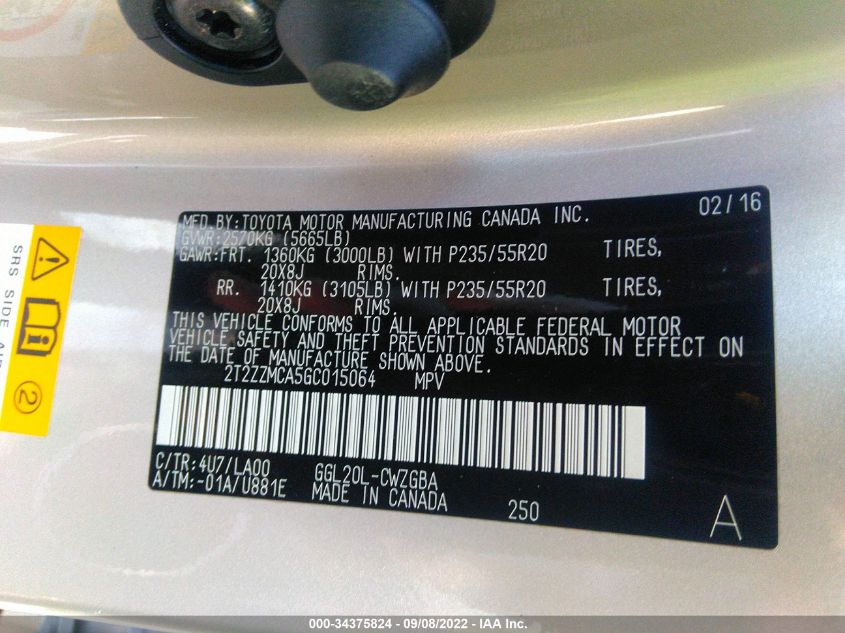 MFD.BY:TOYOTA MOTOR MANUFACTURING CANADA INC. 02/16
GVWR:2570KG (5665LB)
GAWR:FRT. 1360KG (3000LB) WITH P235/55R20 TIRES,
20X8J RIMS.
RR. 1410KG (3105LB) WITH P235/55R20 TIRES,
20X8J RIMS.
THIS VEHICLE CONFORMS TO ALL APPLICABLE FEDERAL MOTOR
VEHICLE SAFETY AND THEFT PREVENTION STANDARDS IN EFFECT ON
THE DATE OF MANUFACTURE SHOWN ABOVE.
2T2ZZMCA5GC015064 MPV
C/TR:4U7/LA00 GGL20L-CWZGBA
A/TM:-01A/U881E MADE IN CANADA 250
A
SRS SIDE
2
000-34375824 - 09/08/2022 - IAA Inc.